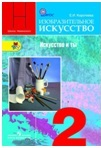 ИЗОБРАЗИТЕЛЬНОЕ
ИСКУССТВО
Искусство и ты
2